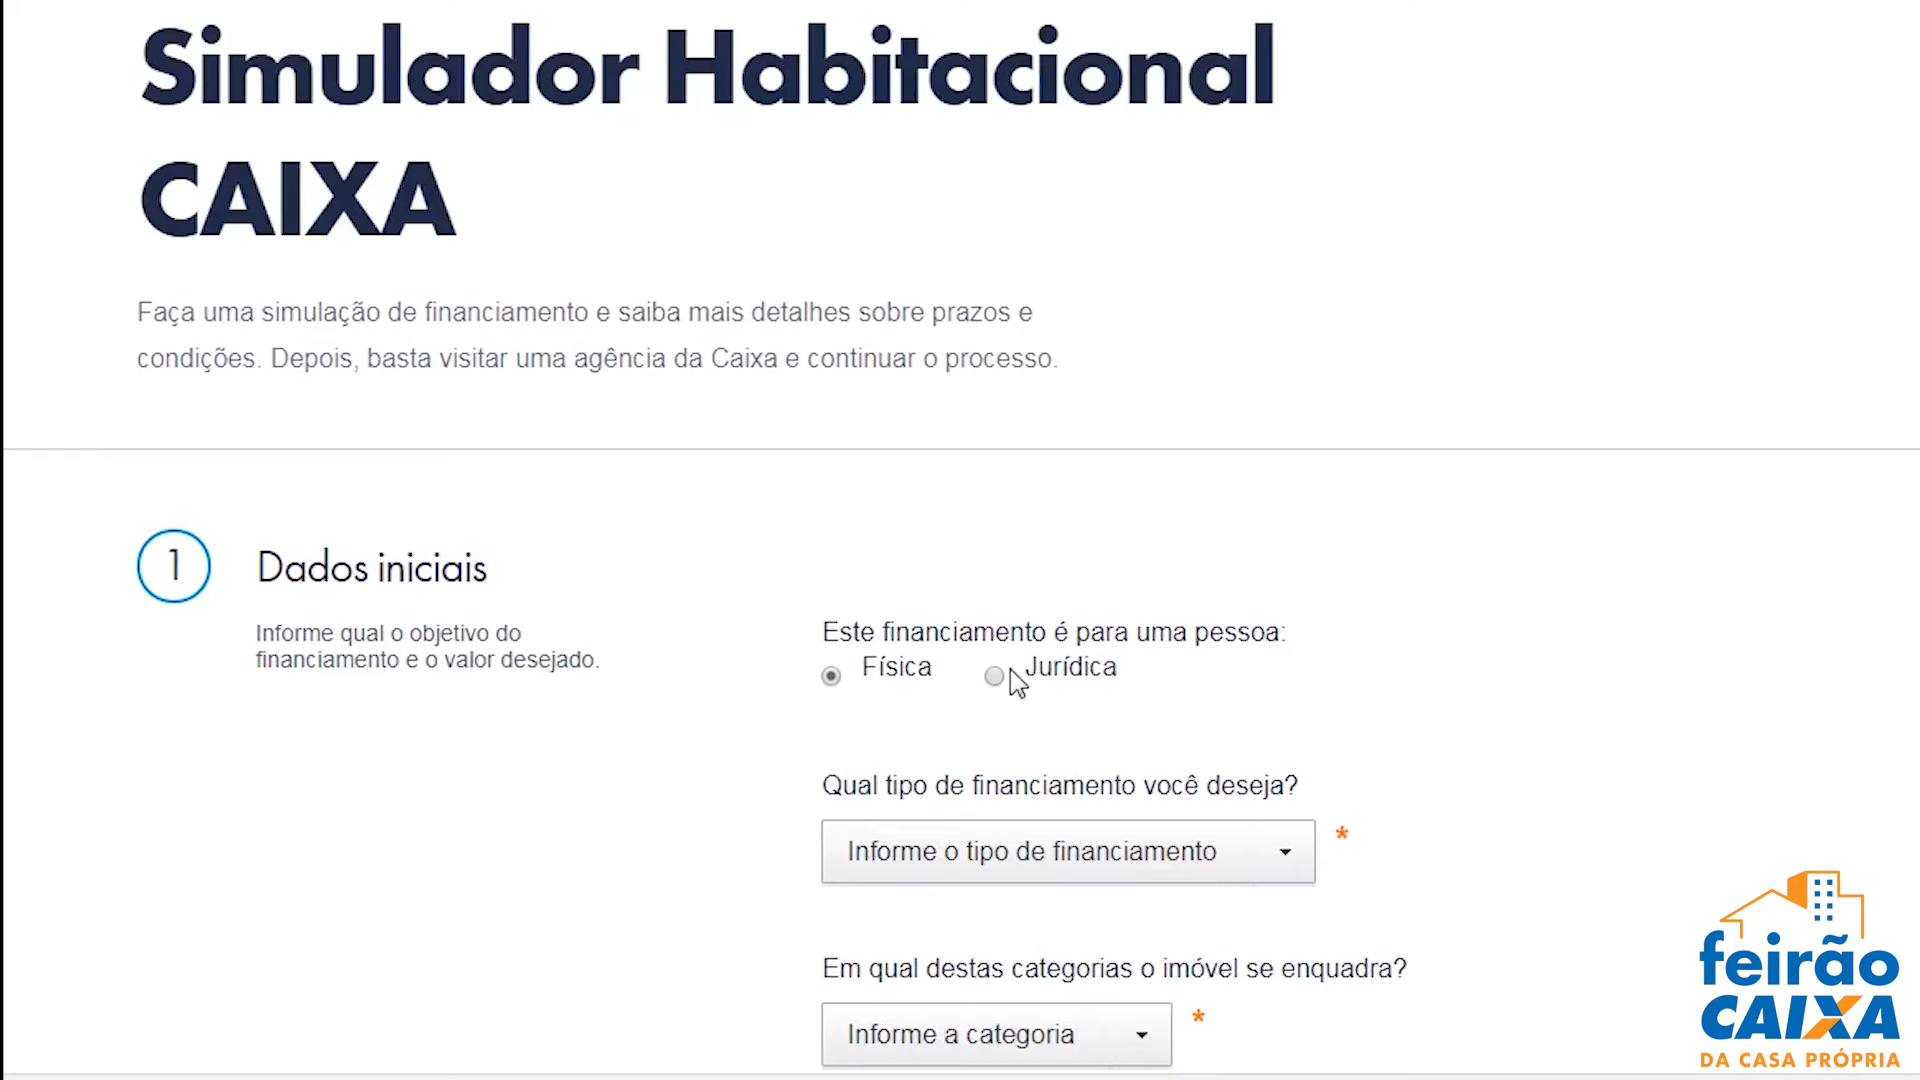 Simulador Habitacional
CAIXA
Faça uma simulação de financiamento e saiba mais detalhes sobre prazos e
condições. Depois, basta visitar uma agência da Caixa e continuar o processo.
1 Dados iniciais
Informe qual o objetivo do
financiamento e o valor desejado.
Este financiamento é para uma pessoa:
Física Jurídica
Qual tipo de financiamento você deseja?
Informe o tipo de financiamento *
Em qual destas categorias o imóvel se enquadra?
Informe a categoria *
feirão
CAIXA
DA CASA PRÓPRIA